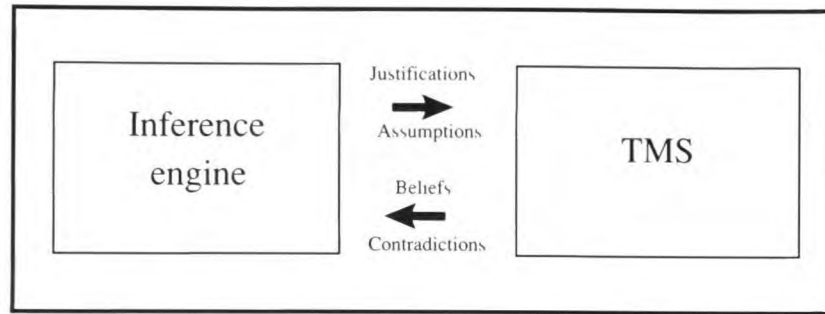 Inference
engine
Justifications
Assumptions
Beliefs
Contradictions
TMS